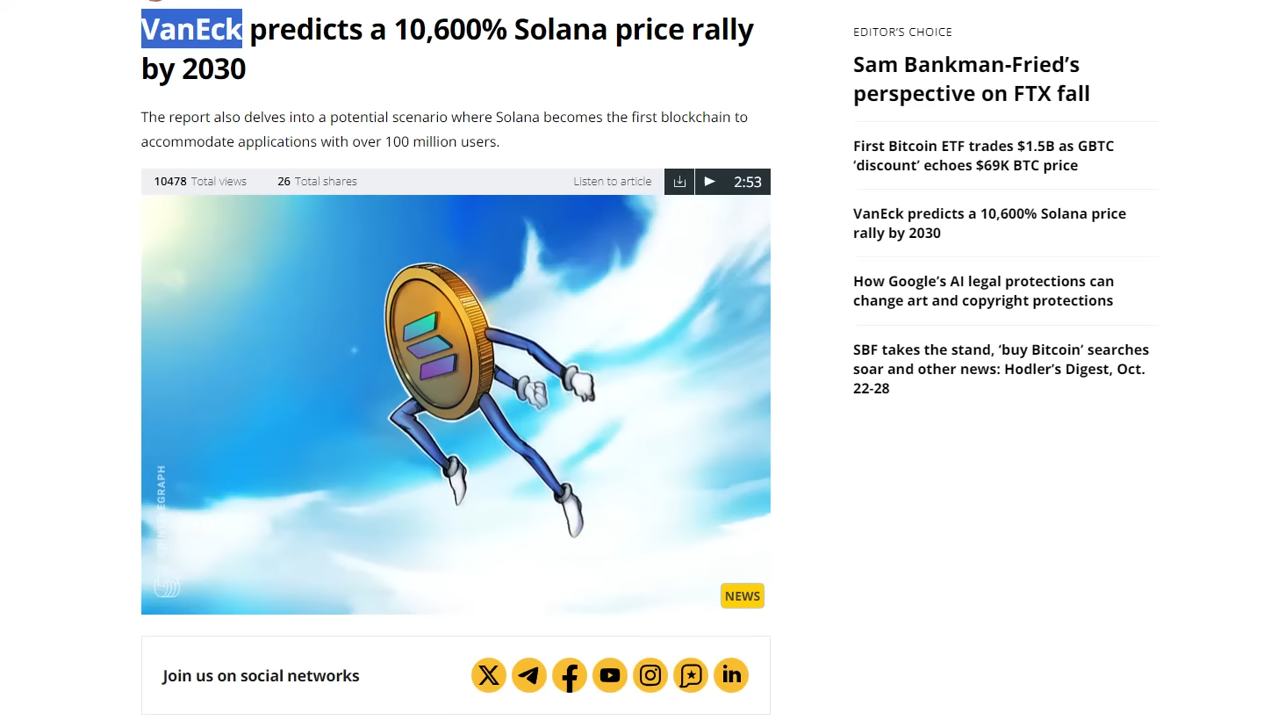 VanEck predicts a 10,600% Solana price rally
by 2030
The report also delves into a potential scenario where Solana becomes the first blockchain to
accommodate applications with over 100 million users.
10478 Total views 26 Total shares Listen to article 2:53
NEWS
Join us on social networks
EDITOR'S CHOICE
Sam Bankman-Fried's
perspective on FTX fall
First Bitcoin ETF trades $1.5B as GBTC
‘discount’ echoes $69K BTC price
VanEck predicts a 10,600% Solana price
rally by 2030
How Google's AI legal protections can
change art and copyright protections
SBF takes the stand, ‘buy Bitcoin’ searches
soar and other news: Hodler's Digest, Oct.
22-28